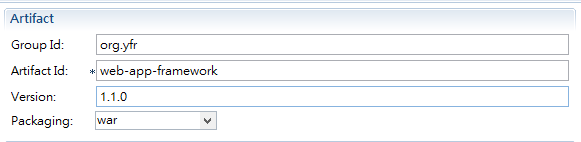 Artifact
Group Id: org.yfr
Artifact Id: * web-app-framework
Version: 1.1.0
Packaging: war